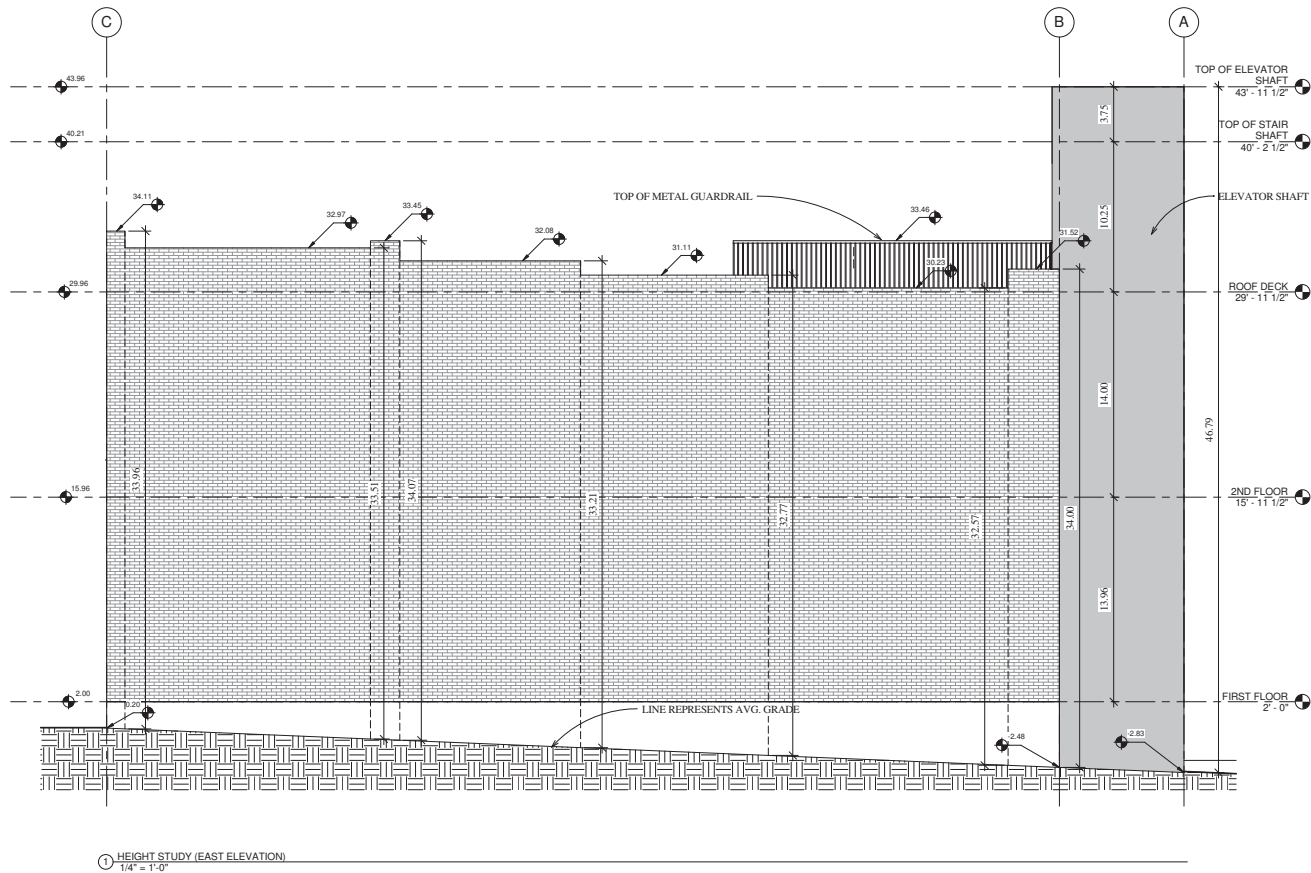 C
B
A
43.96
TOP OF ELEVATOR
SHAFT
43' - 11 1/2"
3.75
40.21
TOP OF STAIR
SHAFT
40' - 2 1/2"
34.11
TOP OF METAL GUARDRAIL
ELEVATOR SHAFT
32.97
33.45
33.46
10.25
32.08
31.52
31.11
30.23
29.96
ROOF DECK
29' - 11 1/2"
14.00
46.79
33.96
33.51
34.07
33.21
32.77
32.57
34.00
15.96
2ND FLOOR
15' - 11 1/2"
13.96
2.00
FIRST FLOOR
2' - 0"
0.20
LINE REPRESENTS AVG. GRADE
-2.48
-2.83
1
HEIGHT STUDY (EAST ELEVATION)
1/4" = 1'-0"